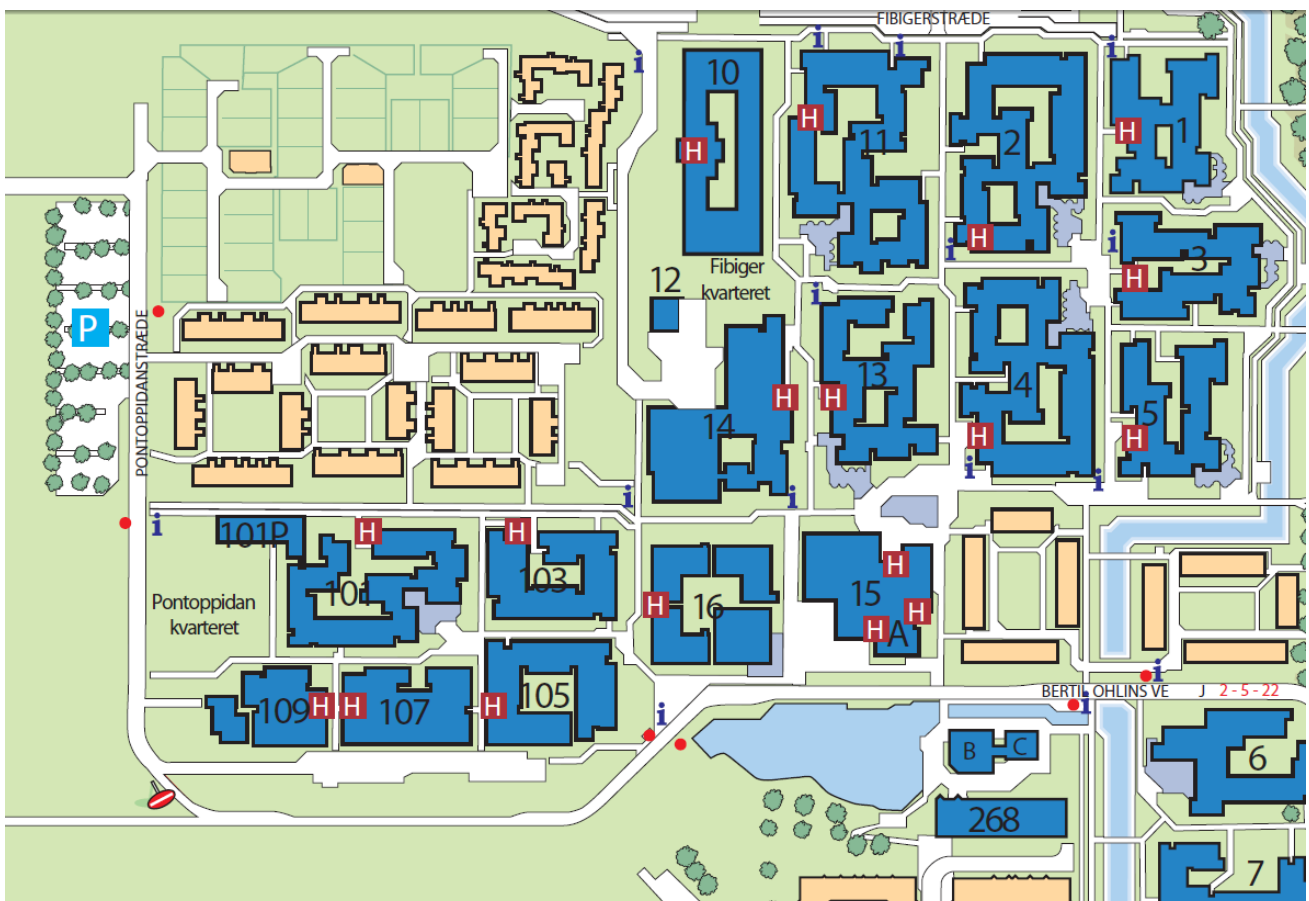 FIBIGERSTRÆDE
i
i
i
i
10
H
H
11
2
H
1
i
i
H
H
3
Fibiger
kvarteret
12
i
P
PONTOPPIDANSTRÆDE
14
H
H
13
4
H
5
H
i
i
i
i
i
101P
H
H
101
103
H
16
15
H
H
H
A
Pontoppidan
kvarteret
109
H
H
107
H
105
i
i
BERTIL OHLINS VE J 2 - 5 - 22
i
B
C
6
268
7